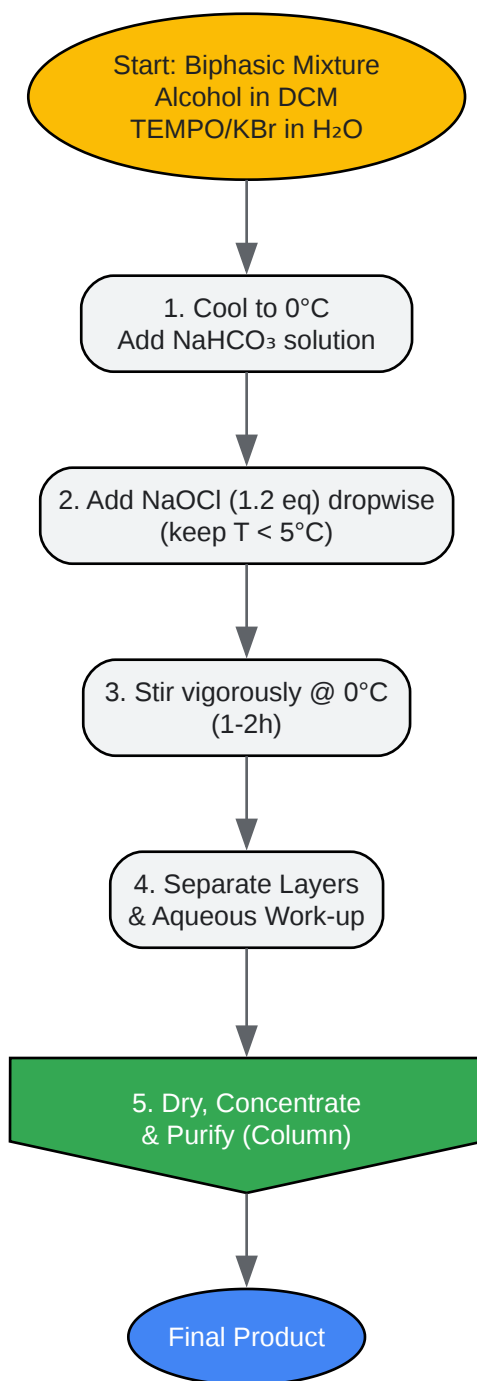 Start: Biphasic Mixture
Alcohol in DCM
TEMPO/KBr in H₂O
1. Cool to 0°C
Add NaHCO₃ solution
2. Add NaOCl (1.2 eq) dropwise
(keep T < 5°C)
3. Stir vigorously @ 0°C
(1-2h)
4. Separate Layers
& Aqueous Work-up
5. Dry, Concentrate
& Purify (Column)
Final Product